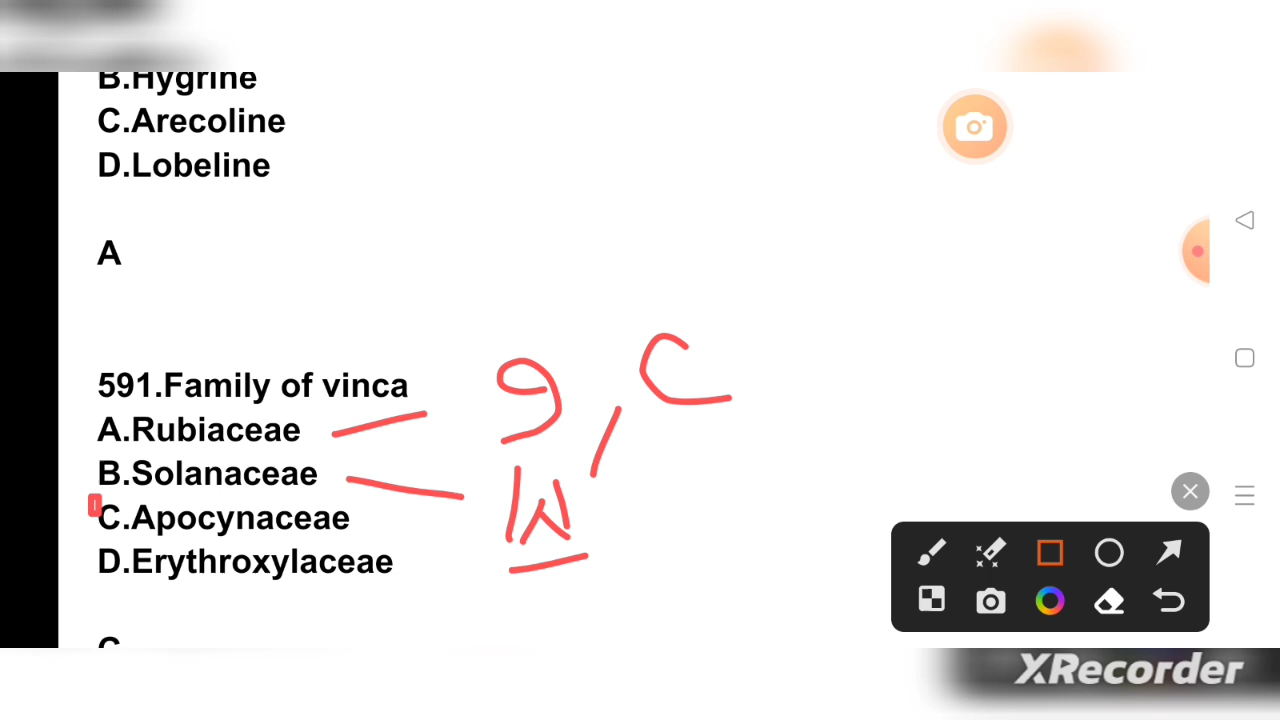 B.Hygrine
C.Arecoline
D.Lobeline
A
591.Family of vinca
A.Rubiaceae
B.Solanaceae
C.Apocynaceae
D.Erythroxylaceae
C
XRecorder